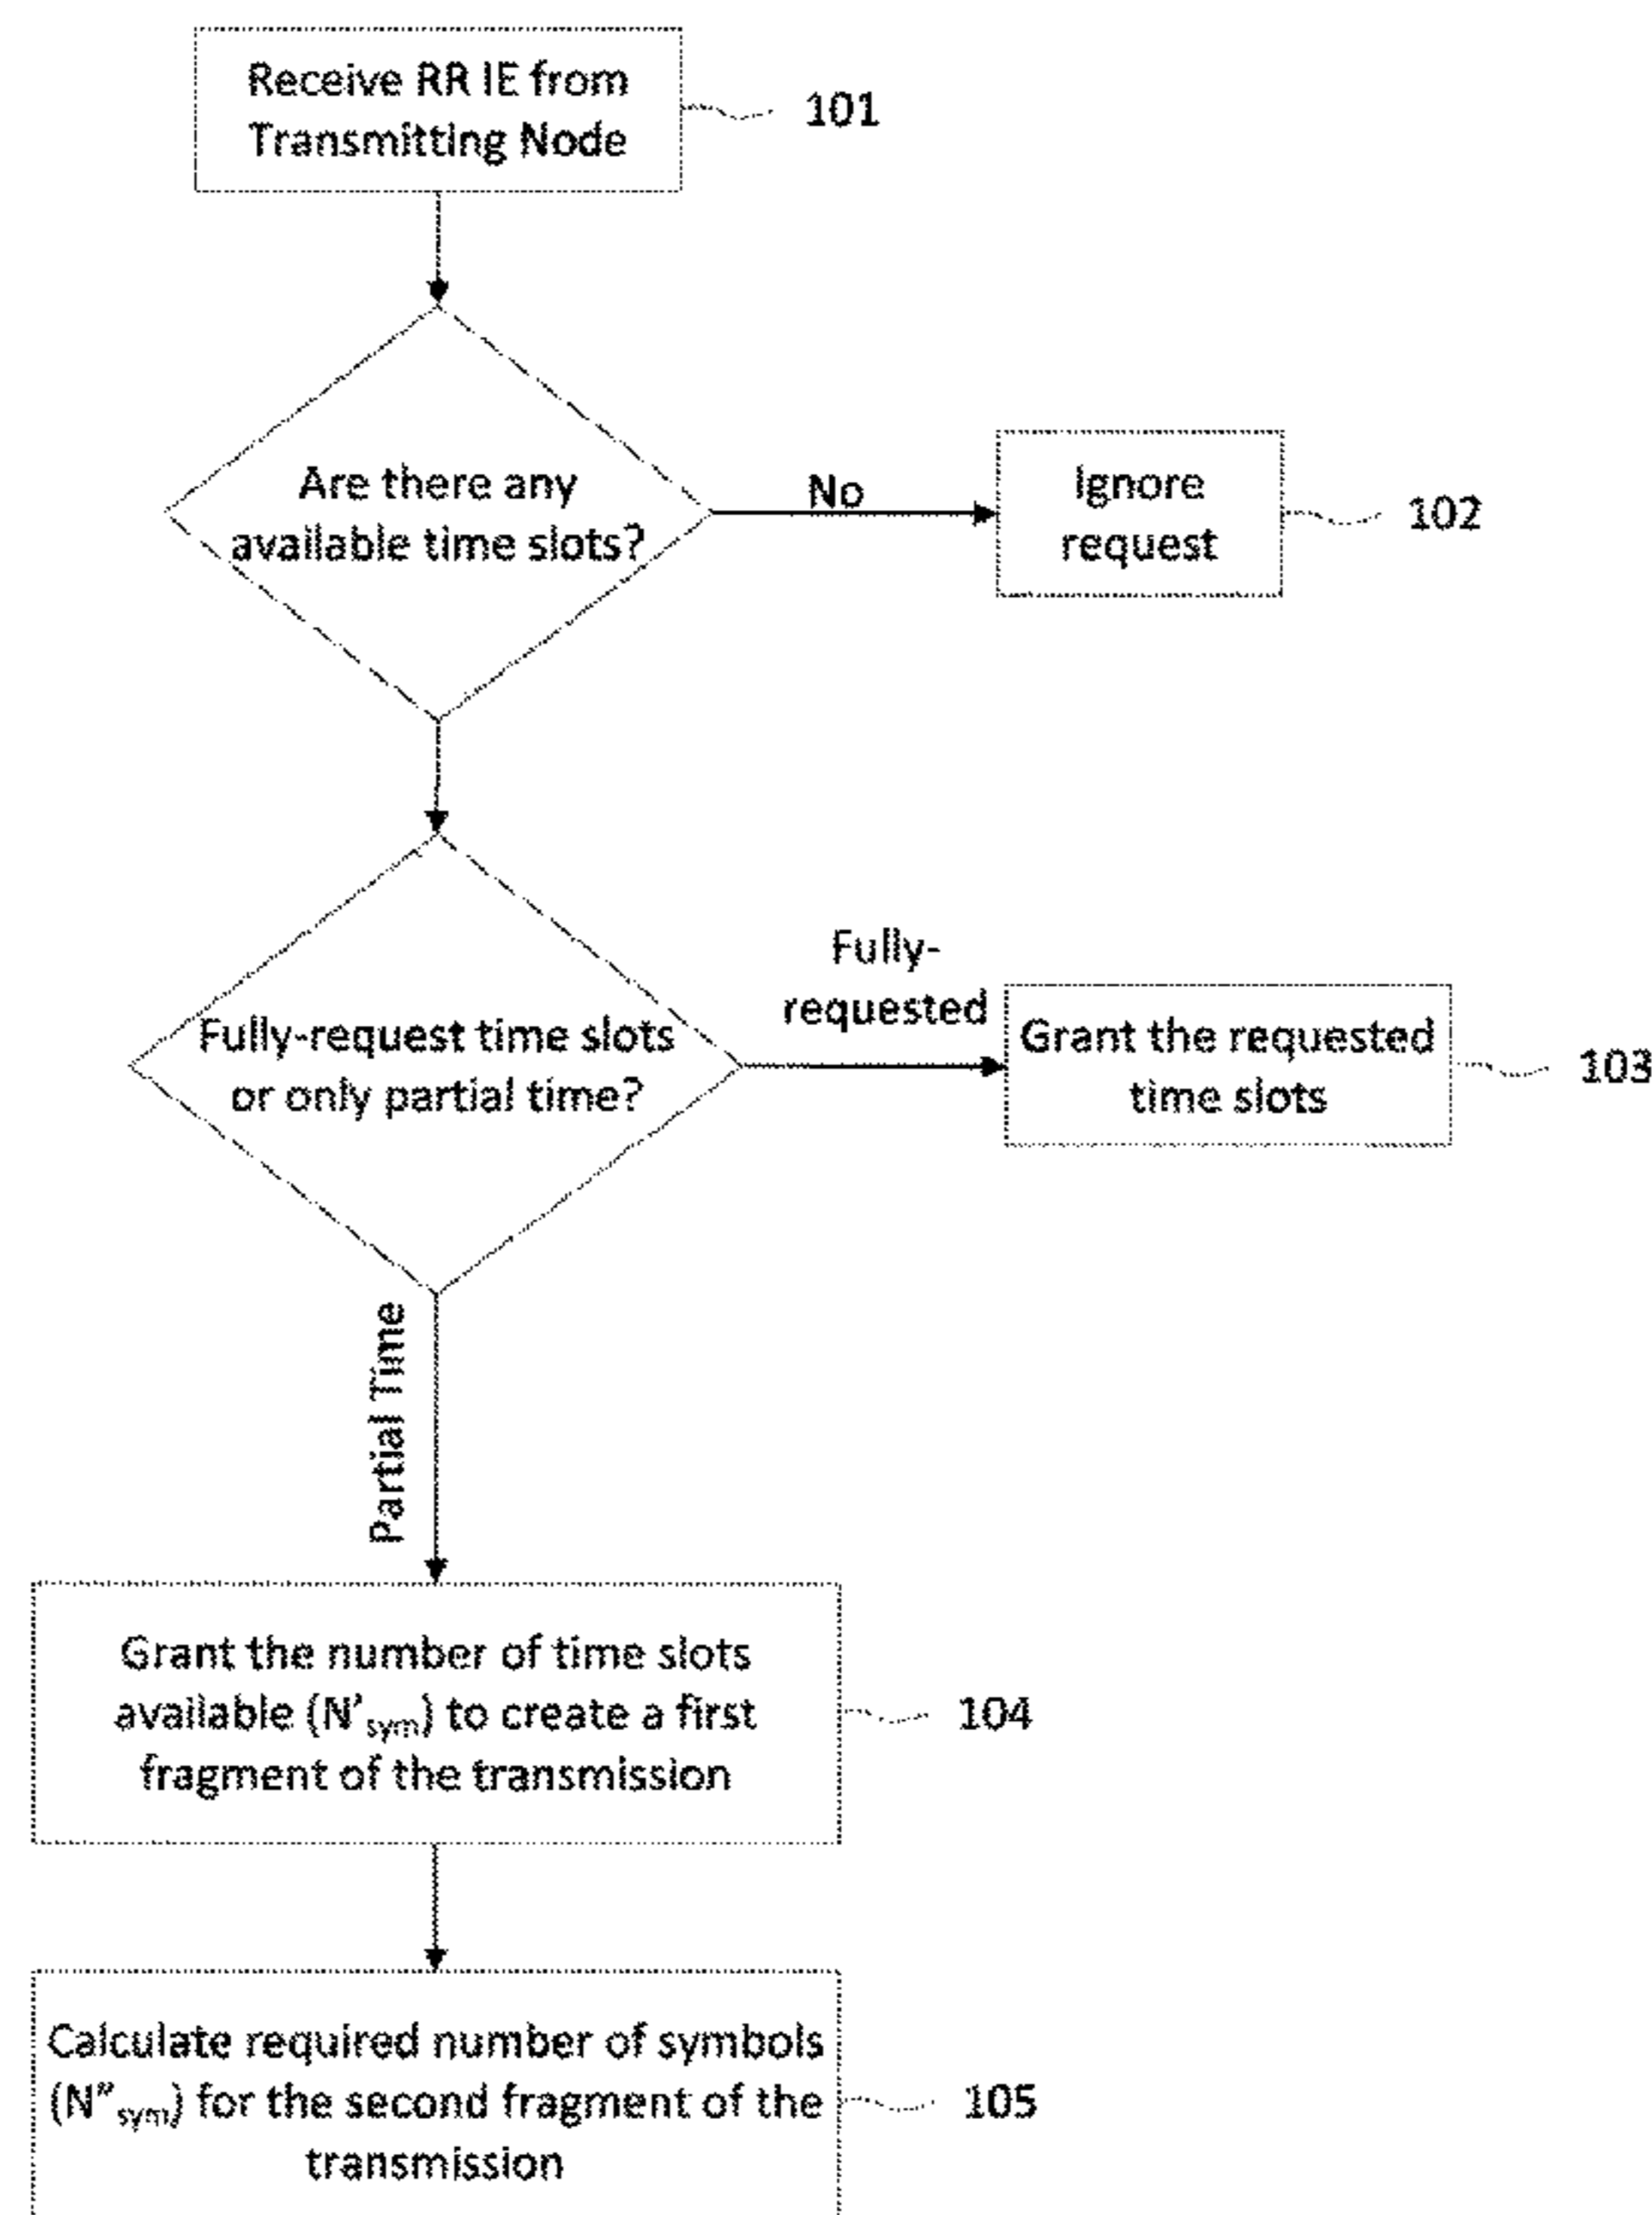 Receive RR IE from
Transmitting Node
101
Are there any
available time slots?
No
Ignore
request
102
Fully-request time slots
or only partial time?
Fully-
requested
Grant the requested
time slots
103
Partial Time
Grant the number of time slots
available (N'sym) to create a first
fragment of the transmission
104
Calculate required number of symbols
(N"sym) for the second fragment of the
transmission
105